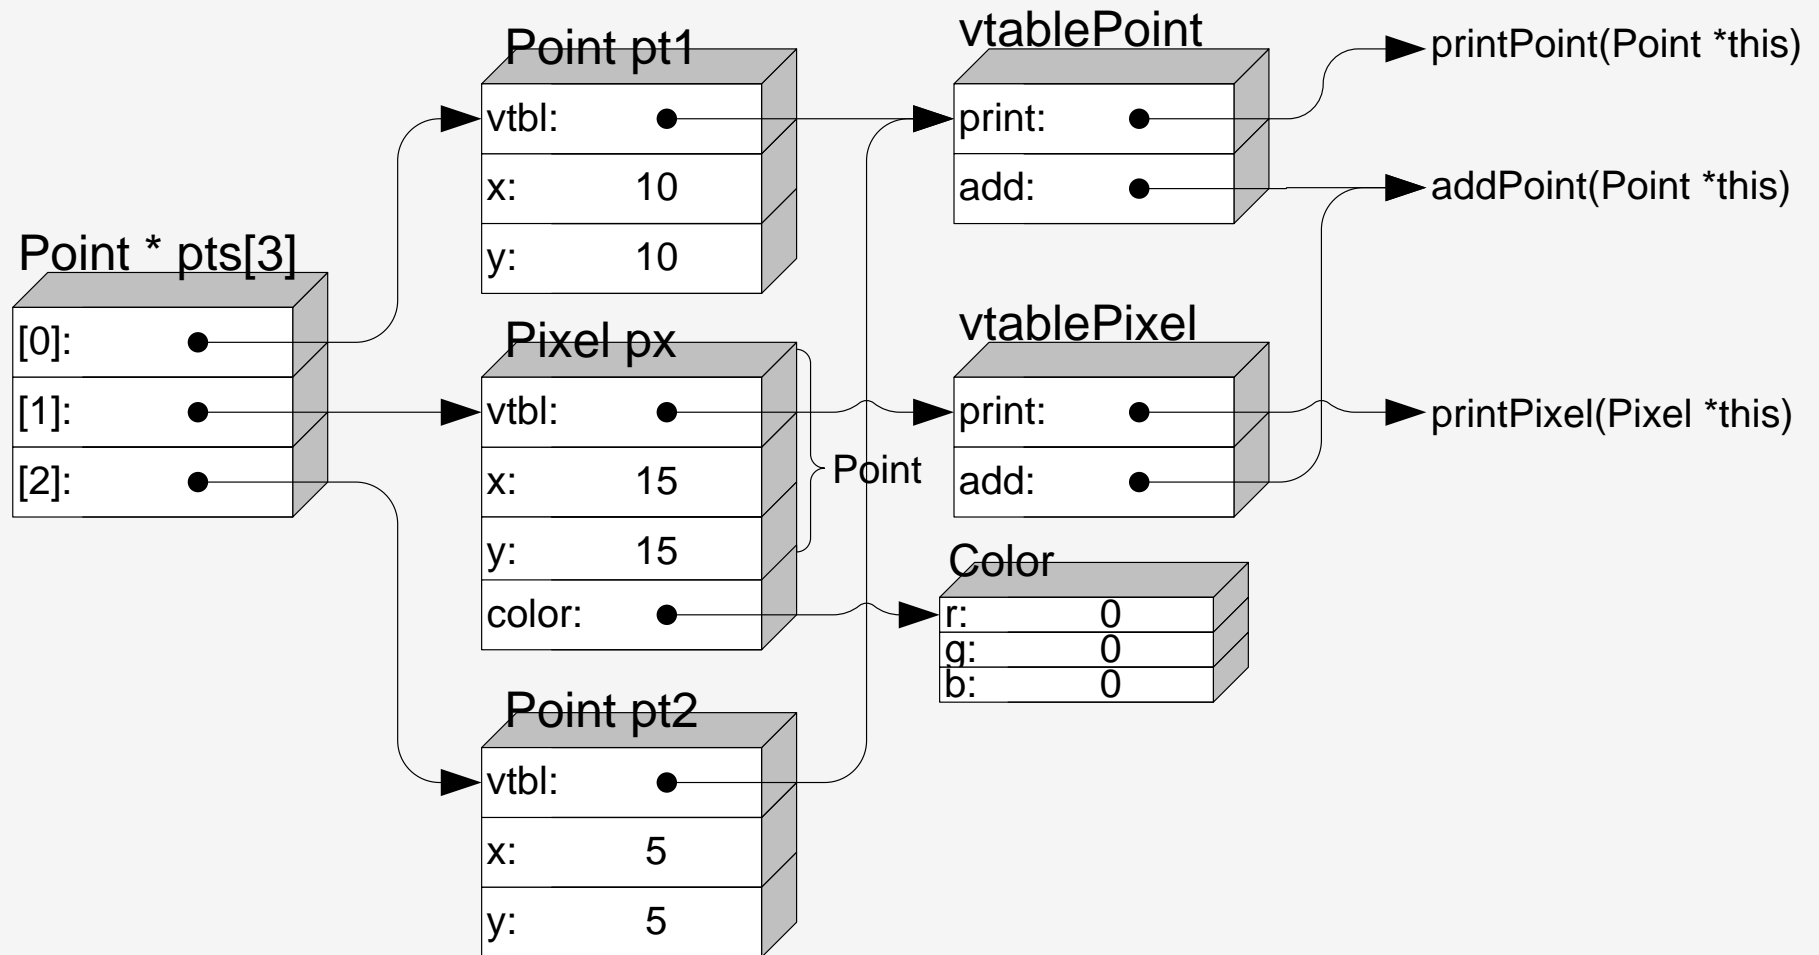 Point * pts[3]
[0]:
[1]:
[2]:
Point pt1
vtbl:
x: 10
y: 10
Pixel px
vtbl:
x: 15
y: 15
color:
Point
Point pt2
vtbl:
x: 5
y: 5
vtablePoint
print:
add:
vtablePixel
print:
add:
Color
r: 0
g: 0
b: 0
printPoint(Point *this)
addPoint(Point *this)
printPixel(Pixel *this)